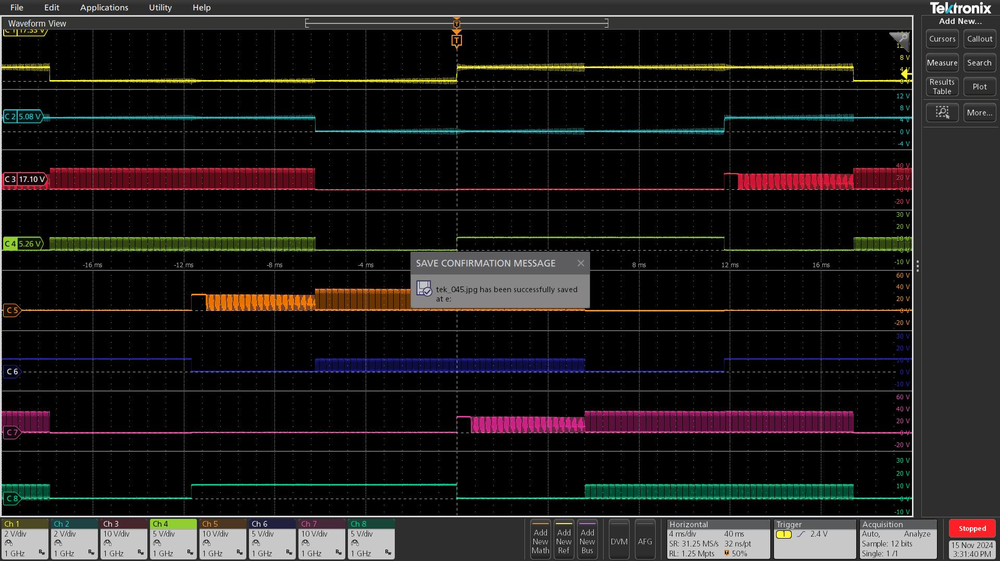 File Edit Applications Utility Help
Tektronix
Waveform View
Add New...
Cursors Callout
Measure Search
Results Table Plot
More...
C 1 17.33 V
T
T
8 V
4 V
0 V
C 2 5.08 V
12 V
8 V
4 V
0 V
-4 V
C 3 17.10 V
40 V
20 V
0 V
-20 V
C 4 5.26 V
30 V
20 V
10 V
0 V
-10 V
-16 ms -12 ms -8 ms -4 ms 8 ms 12 ms 16 ms
SAVE CONFIRMATION MESSAGE
tek_045.jpg has been successfully saved
at e:
C 5
60 V
40 V
20 V
0 V
-20 V
C 6
30 V
20 V
10 V
0 V
-10 V
C 7
60 V
40 V
20 V
0 V
-20 V
C 8
30 V
20 V
10 V
0 V
-10 V
Ch 1 Ch 2 Ch 3 Ch 4 Ch 5 Ch 6 Ch 7 Ch 8
2 V/div 2 V/div 10 V/div 5 V/div 10 V/div 5 V/div 10 V/div 5 V/div
1 GHz Bw 1 GHz Bw 1 GHz Bw 1 GHz Bw 1 GHz Bw 1 GHz Bw 1 GHz Bw 1 GHz Bw
Add New Math
Add New Ref
Add New Bus
DVM
AFG
Horizontal
4 ms/div 40 ms
SR: 31.25 MS/s 32 ns/pt
RL: 1.25 Mpts T 50%
Trigger
1 2.4 V
Acquisition
Auto, Analyze
Sample: 12 bits
Single: 1 /1
Stopped
15 Nov 2024
3:31:40 PM